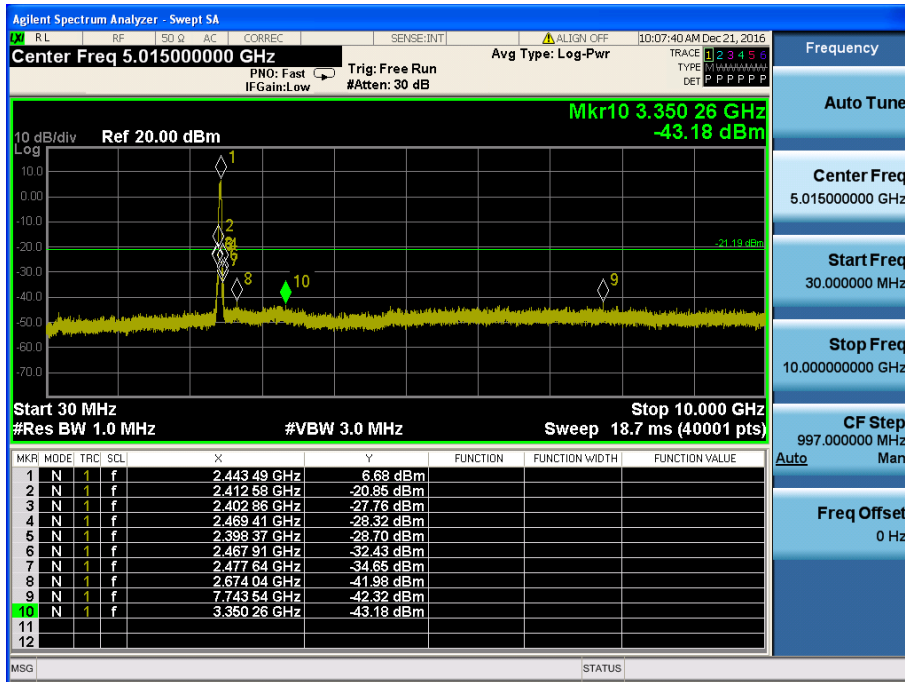 Agilent Spectrum Analyzer - Swept SA
LXI RL RF 50 Ω AC CORREC SENSE:INT ALIGN OFF 10:07:40 AM Dec 21, 2016
Center Freq 5.015000000 GHz
PNO: Fast
IFGain:Low
Trig: Free Run
#Atten: 30 dB
Avg Type: Log-Pwr
TRACE 1 2 3 4 5 6
TYPE M W W W W W
DET P P P P P P
Mkr10 3.350 26 GHz
-43.18 dBm
10 dB/div Ref 20.00 dBm
Log
10.0
0.00
-10.0
-20.0
-30.0
-40.0
-50.0
-60.0
-70.0
1
2
6
7
8
10
9
-21.19 dBm
Start 30 MHz Stop 10.000 GHz
#Res BW 1.0 MHz #VBW 3.0 MHz Sweep 18.7 ms (40001 pts)
MKR MODE TRC SCL X Y FUNCTION FUNCTION WIDTH FUNCTION VALUE
1 N 1 f 2.443 49 GHz 6.68 dBm
2 N 1 f 2.412 58 GHz -20.85 dBm
3 N 1 f 2.402 86 GHz -27.76 dBm
4 N 1 f 2.469 41 GHz -28.32 dBm
5 N 1 f 2.398 37 GHz -28.70 dBm
6 N 1 f 2.467 91 GHz -32.43 dBm
7 N 1 f 2.477 64 GHz -34.65 dBm
8 N 1 f 2.674 04 GHz -41.98 dBm
9 N 1 f 7.743 54 GHz -42.32 dBm
10 N 1 f 3.350 26 GHz -43.18 dBm
11
12
MSG STATUS
Frequency
Auto Tune
Center Freq
5.015000000 GHz
Start Freq
30.000000 MHz
Stop Freq
10.000000000 GHz
CF Step
997.000000 MHz
Auto Man
Freq Offset
0 Hz